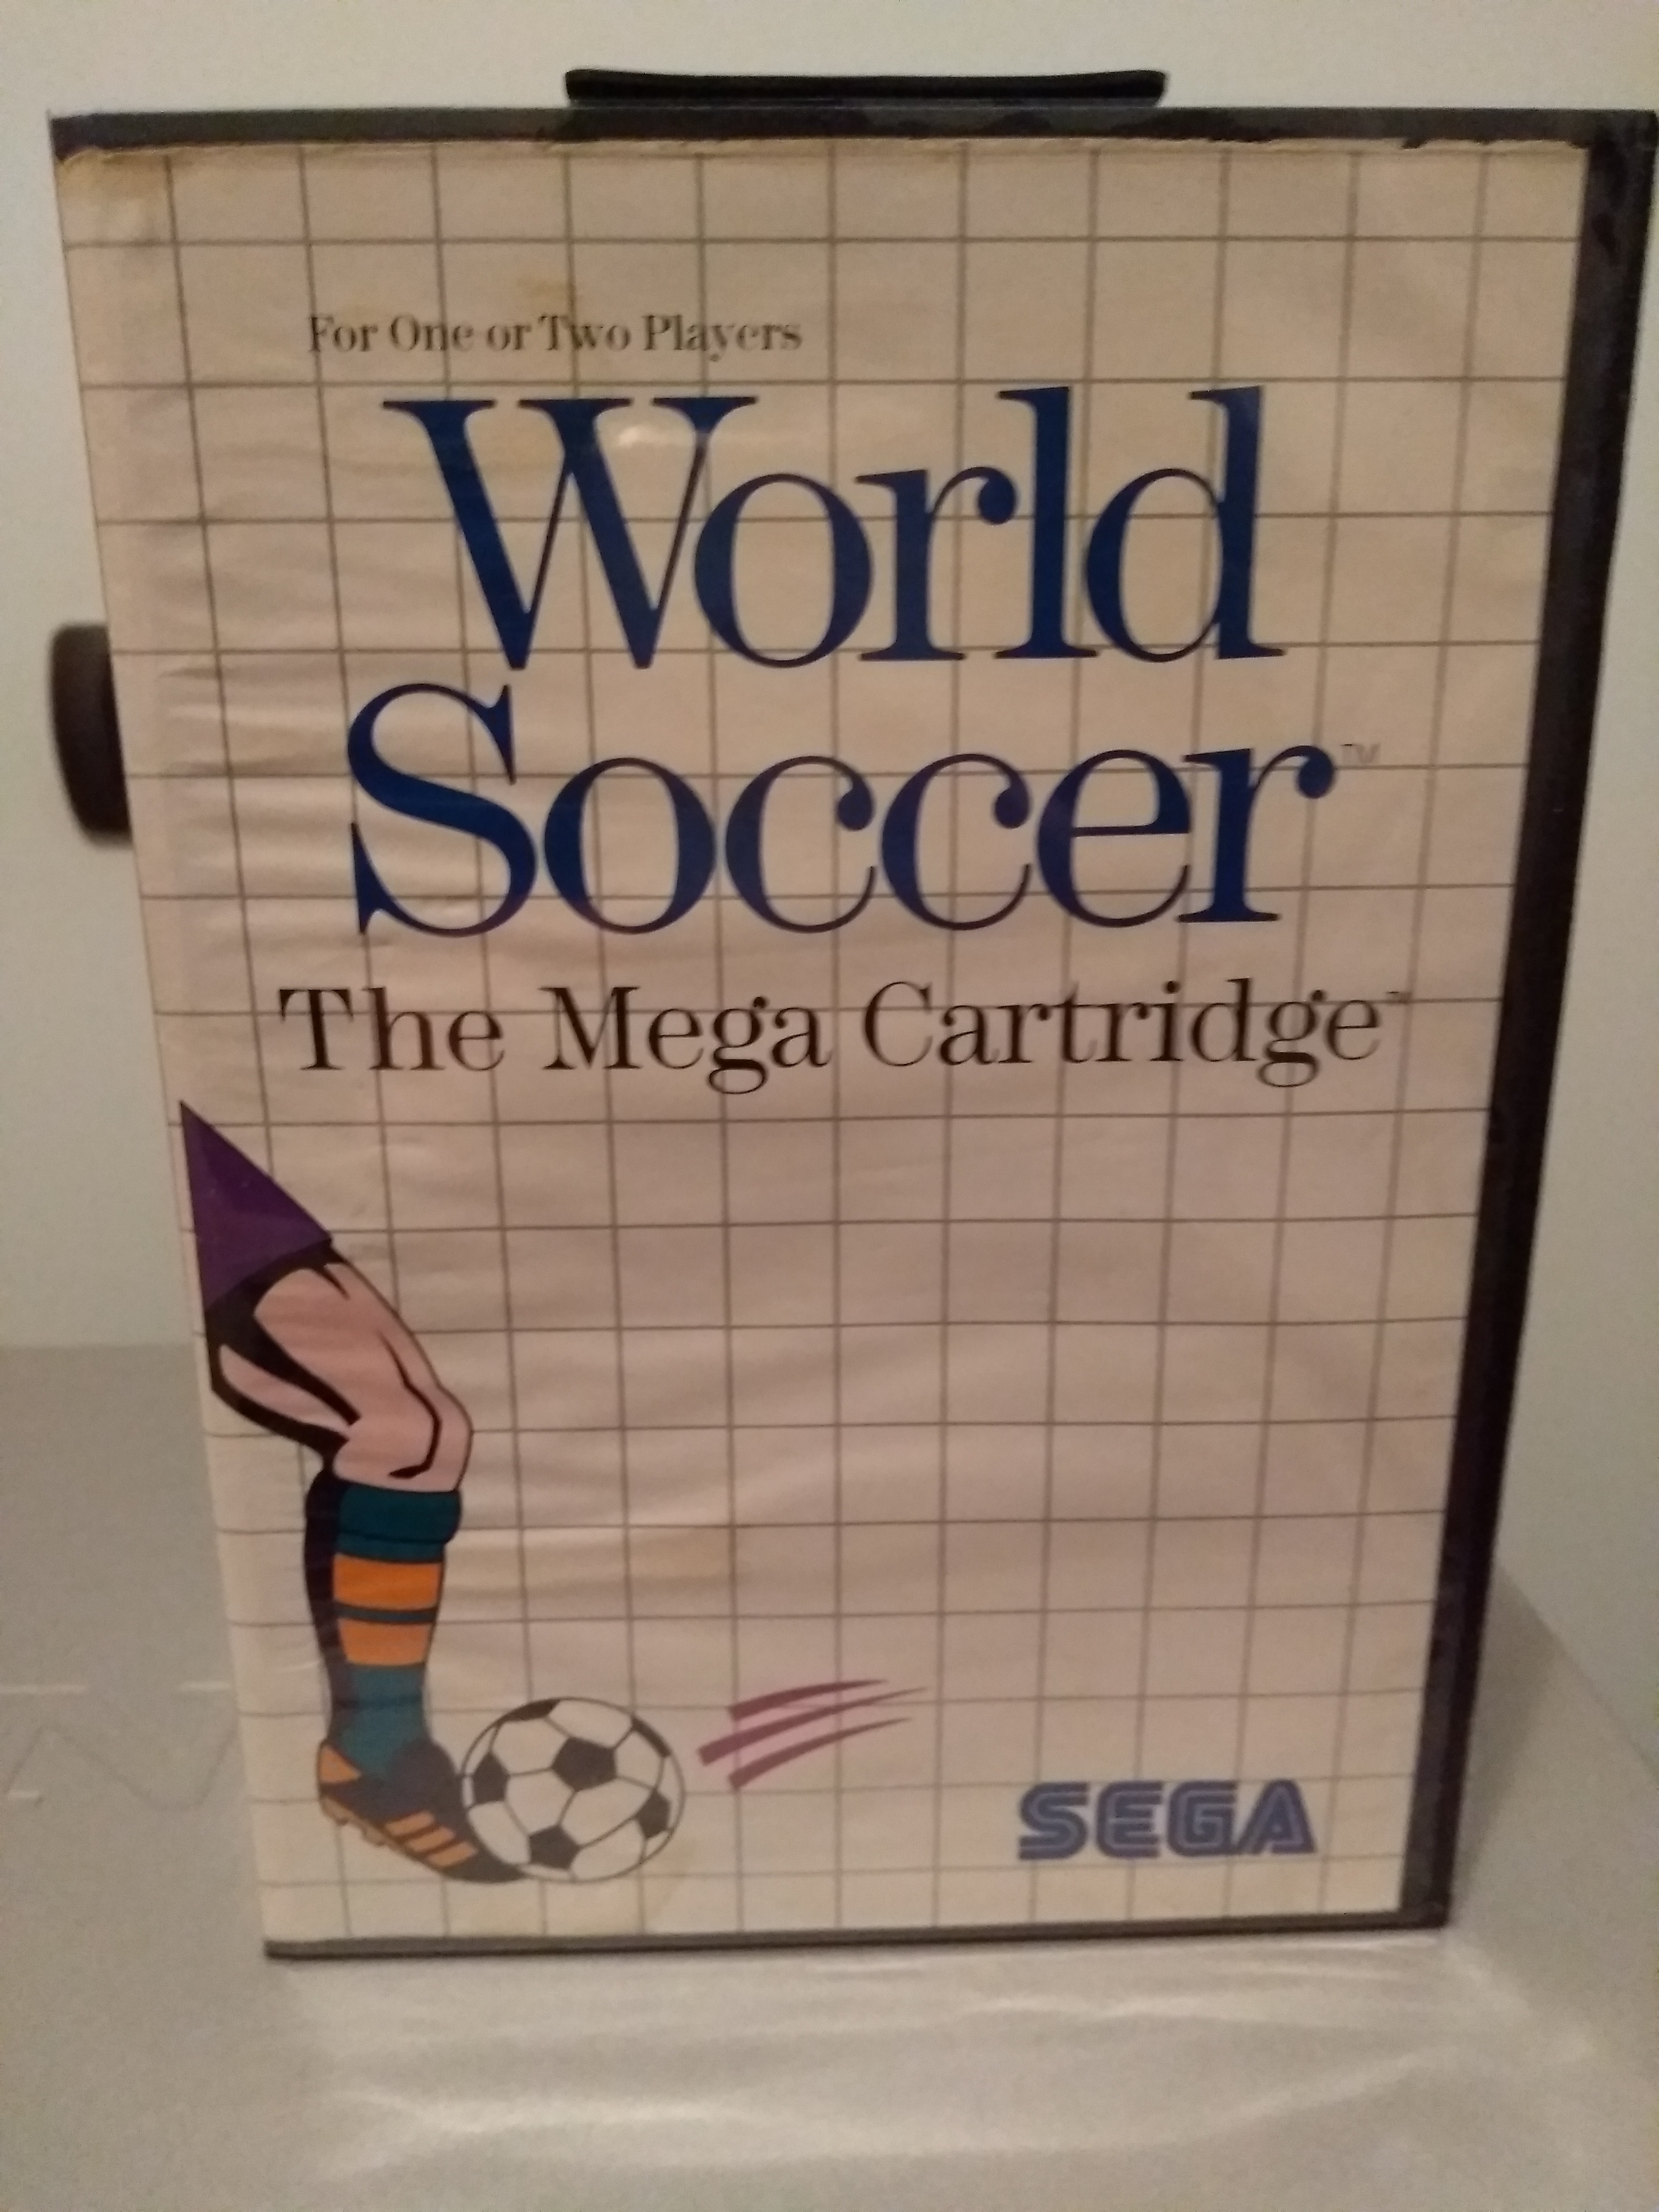 For One or Two Players
World
Soccer™
The Mega Cartridge™
SEGA